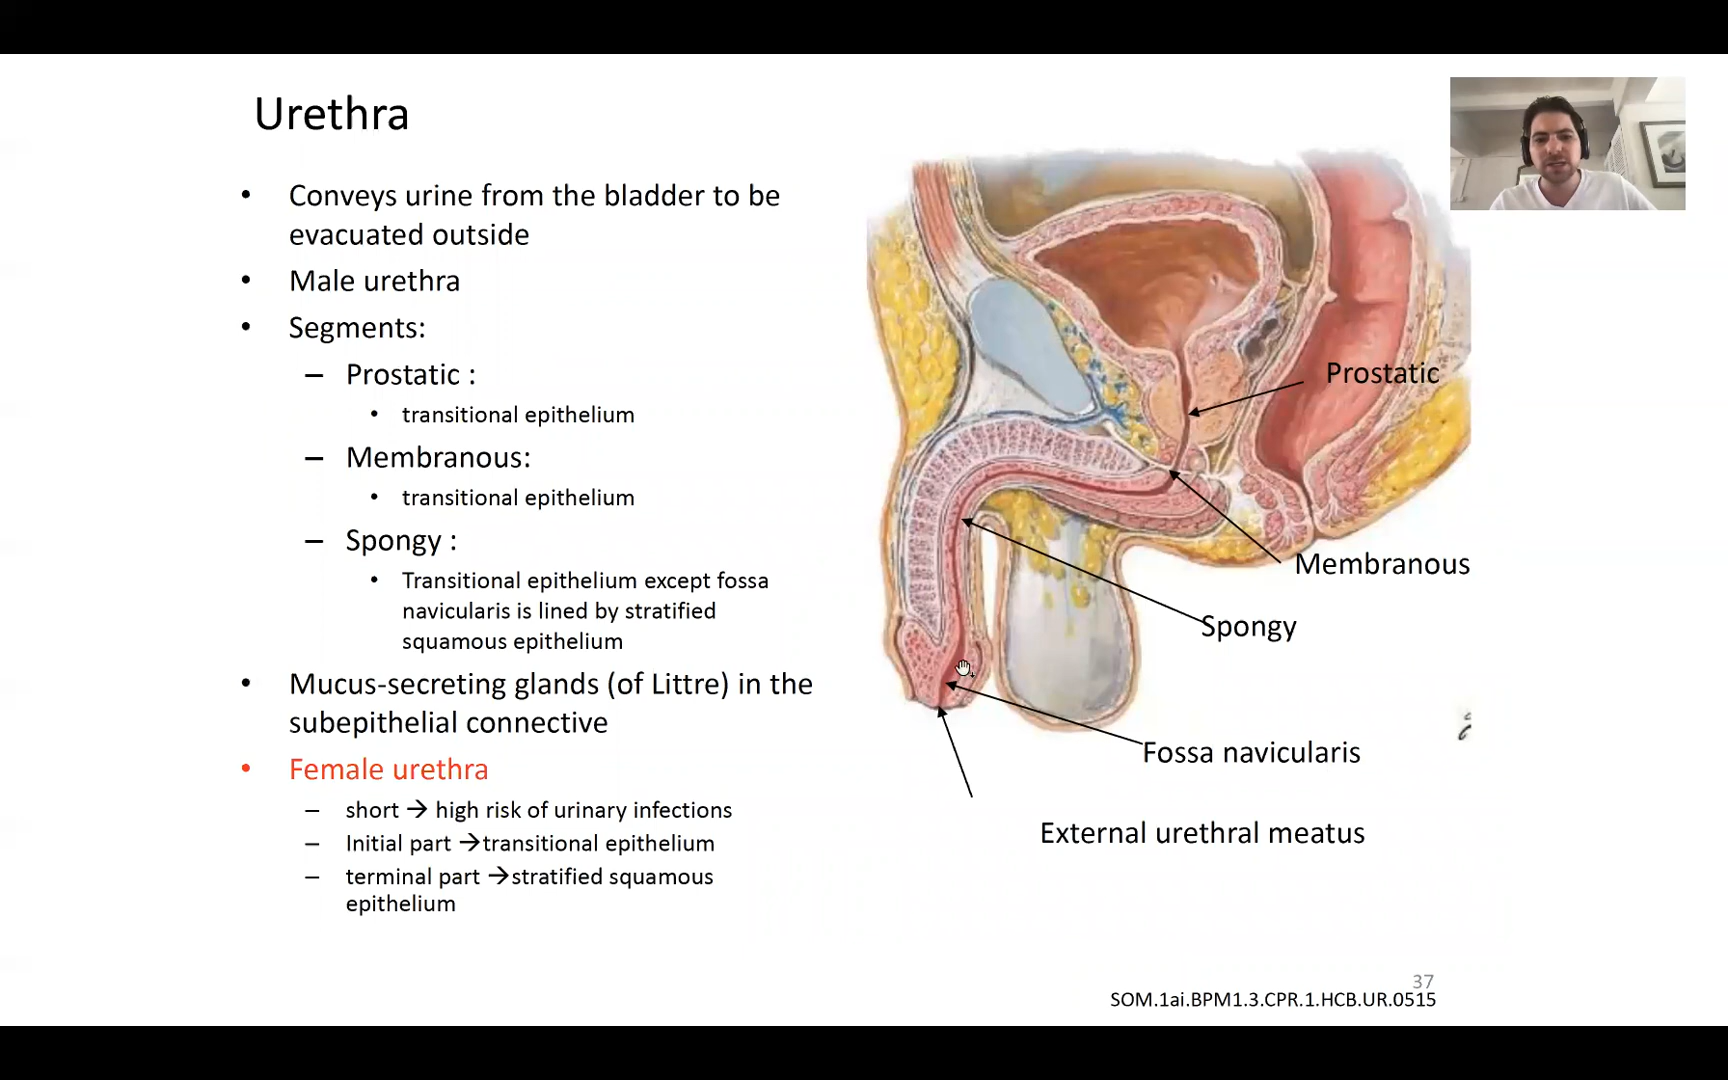 Urethra
• Conveys urine from the bladder to be
evacuated outside
• Male urethra
• Segments:
– Prostatic :
• transitional epithelium
– Membranous:
• transitional epithelium
– Spongy :
• Transitional epithelium except fossa
navicularis is lined by stratified
squamous epithelium
• Mucus-secreting glands (of Littre) in the
subepithelial connective
• Female urethra
– short → high risk of urinary infections
– Initial part →transitional epithelium
– terminal part →stratified squamous
epithelium
Prostatic
Membranous
Spongy
Fossa navicularis
External urethral meatus
37
SOM.1ai.BPM1.3.CPR.1.HCB.UR.0515